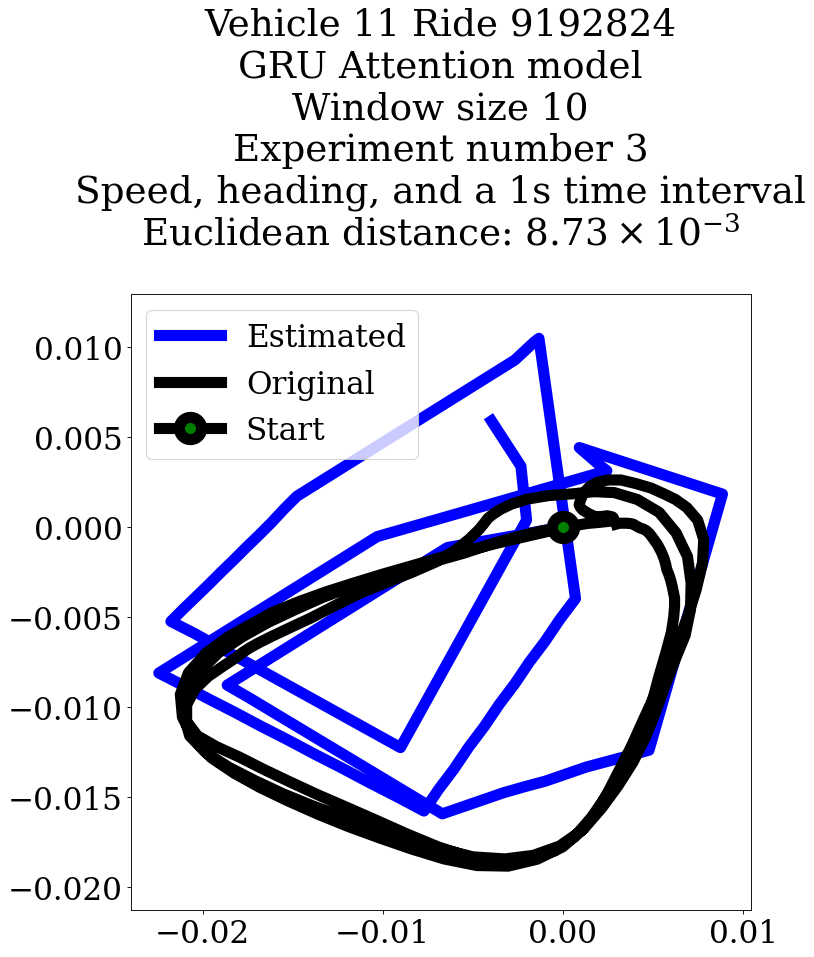 Vehicle 11 Ride 9192824
GRU Attention model
Window size 10
Experiment number 3
Speed, heading, and a 1s time interval
Euclidean distance: 8.73 × 10⁻³
Estimated
Original
Start
0.010
0.005
0.000
−0.005
−0.010
−0.015
−0.020
−0.02
−0.01
0.00
0.01